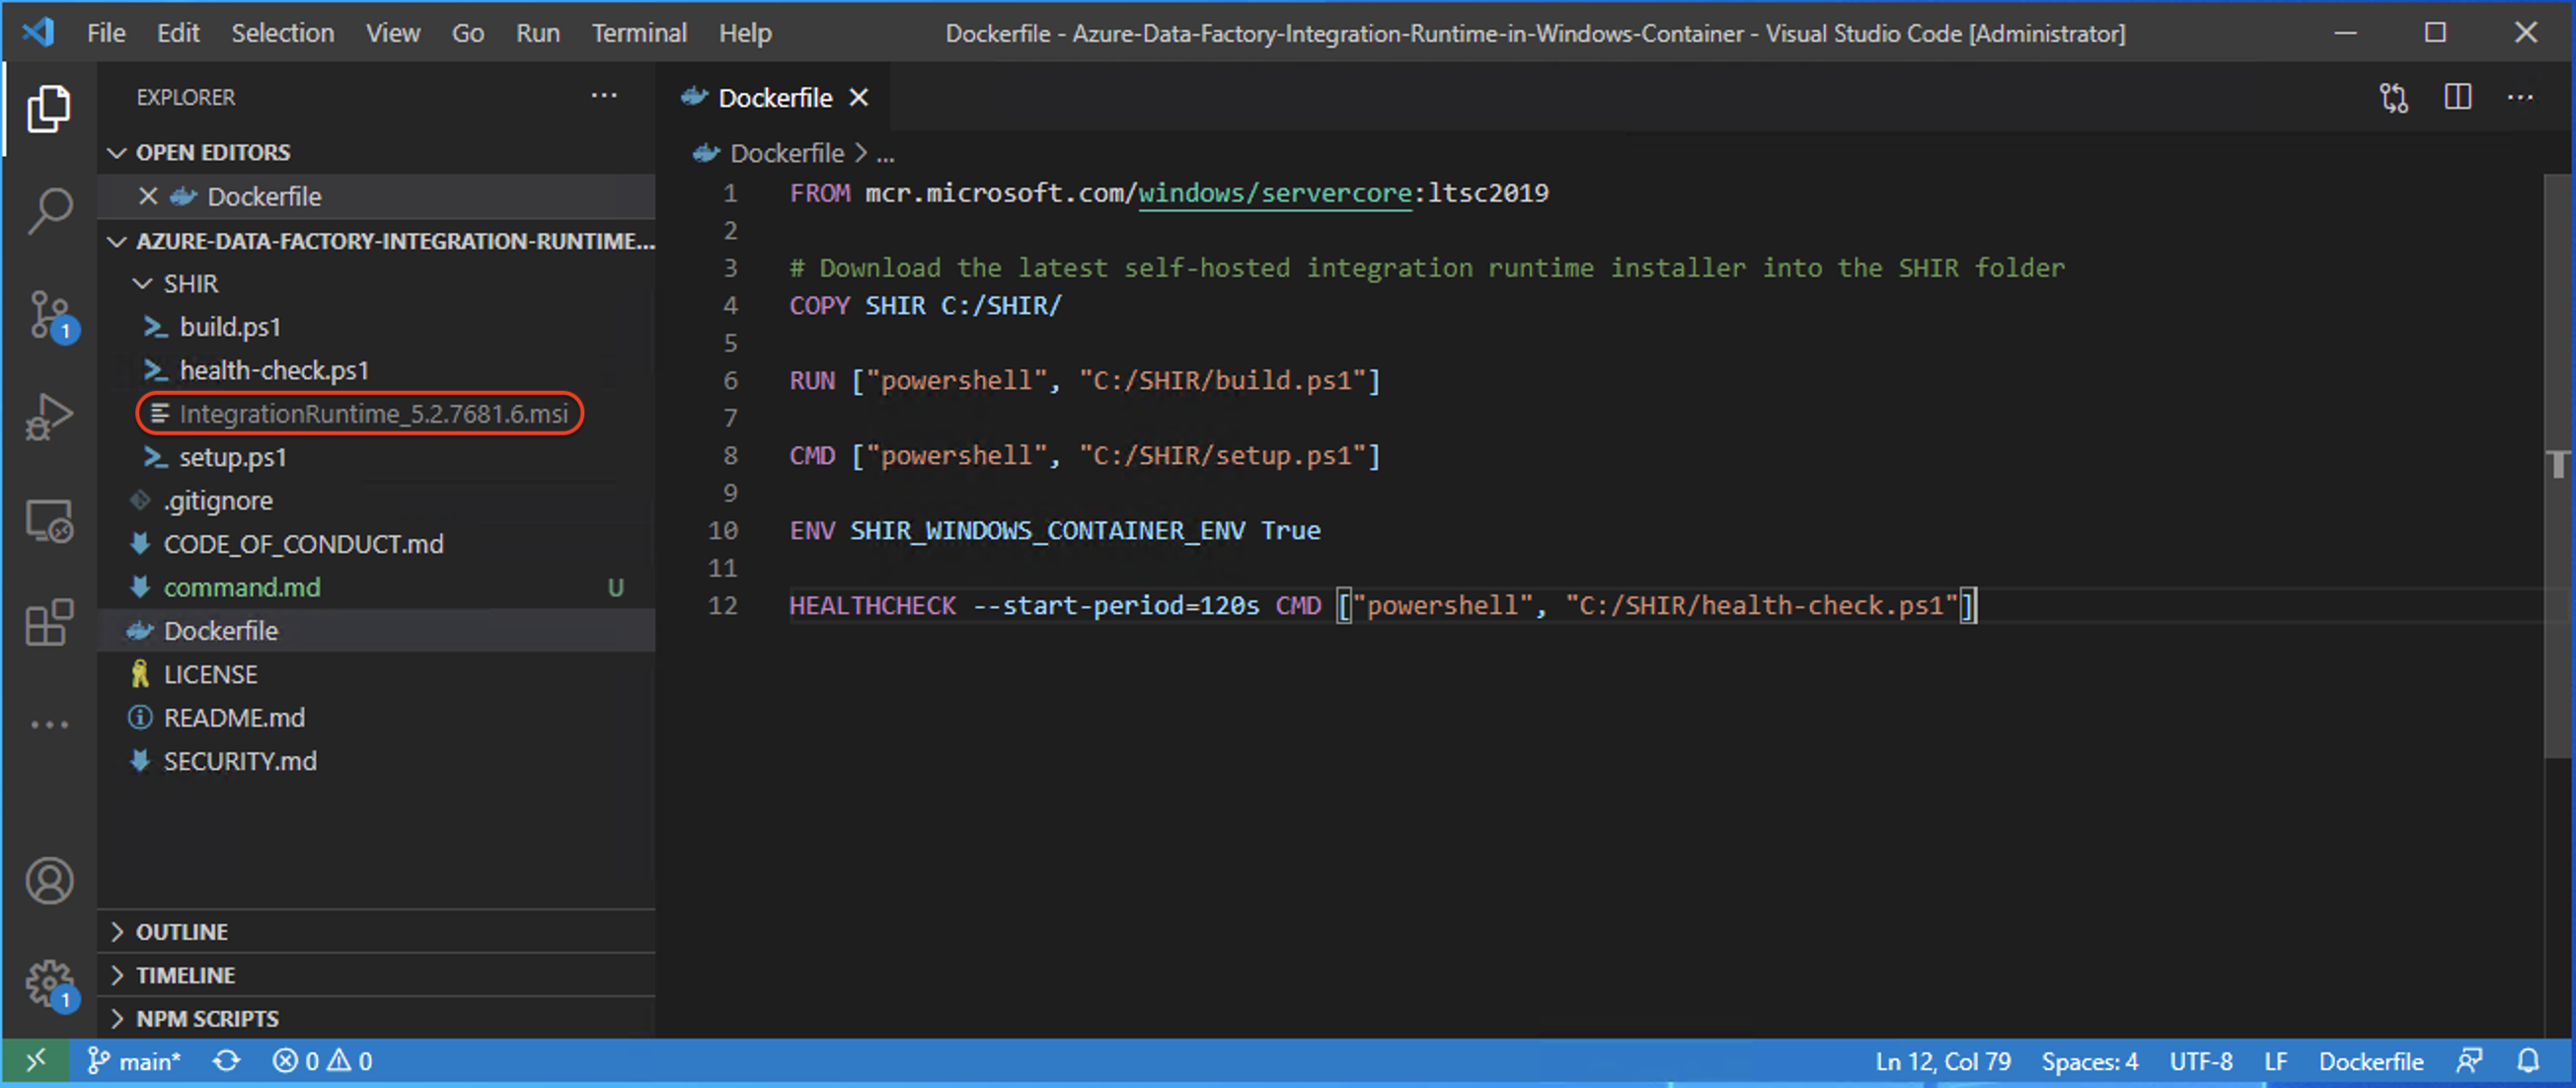 File Edit Selection View Go Run Terminal Help Dockerfile - Azure-Data-Factory-Integration-Runtime-in-Windows-Container - Visual Studio Code [Administrator]
EXPLORER
OPEN EDITORS
Dockerfile
AZURE-DATA-FACTORY-INTEGRATION-RUNTIME...
SHIR
build.ps1
health-check.ps1
IntegrationRuntime_5.2.7681.6.msi
setup.ps1
.gitignore
CODE_OF_CONDUCT.md
command.md U
Dockerfile
LICENSE
README.md
SECURITY.md
OUTLINE
TIMELINE
NPM SCRIPTS
1
1
Dockerfile
Dockerfile > ...
1 FROM mcr.microsoft.com/windows/servercore:ltsc2019
2
3 # Download the latest self-hosted integration runtime installer into the SHIR folder
4 COPY SHIR C:/SHIR/
5
6 RUN ["powershell", "C:/SHIR/build.ps1"]
7
8 CMD ["powershell", "C:/SHIR/setup.ps1"]
9
10 ENV SHIR_WINDOWS_CONTAINER_ENV True
11
12 HEALTHCHECK --start-period=120s CMD ["powershell", "C:/SHIR/health-check.ps1"]
main* 0 0 Ln 12, Col 79 Spaces: 4 UTF-8 LF Dockerfile